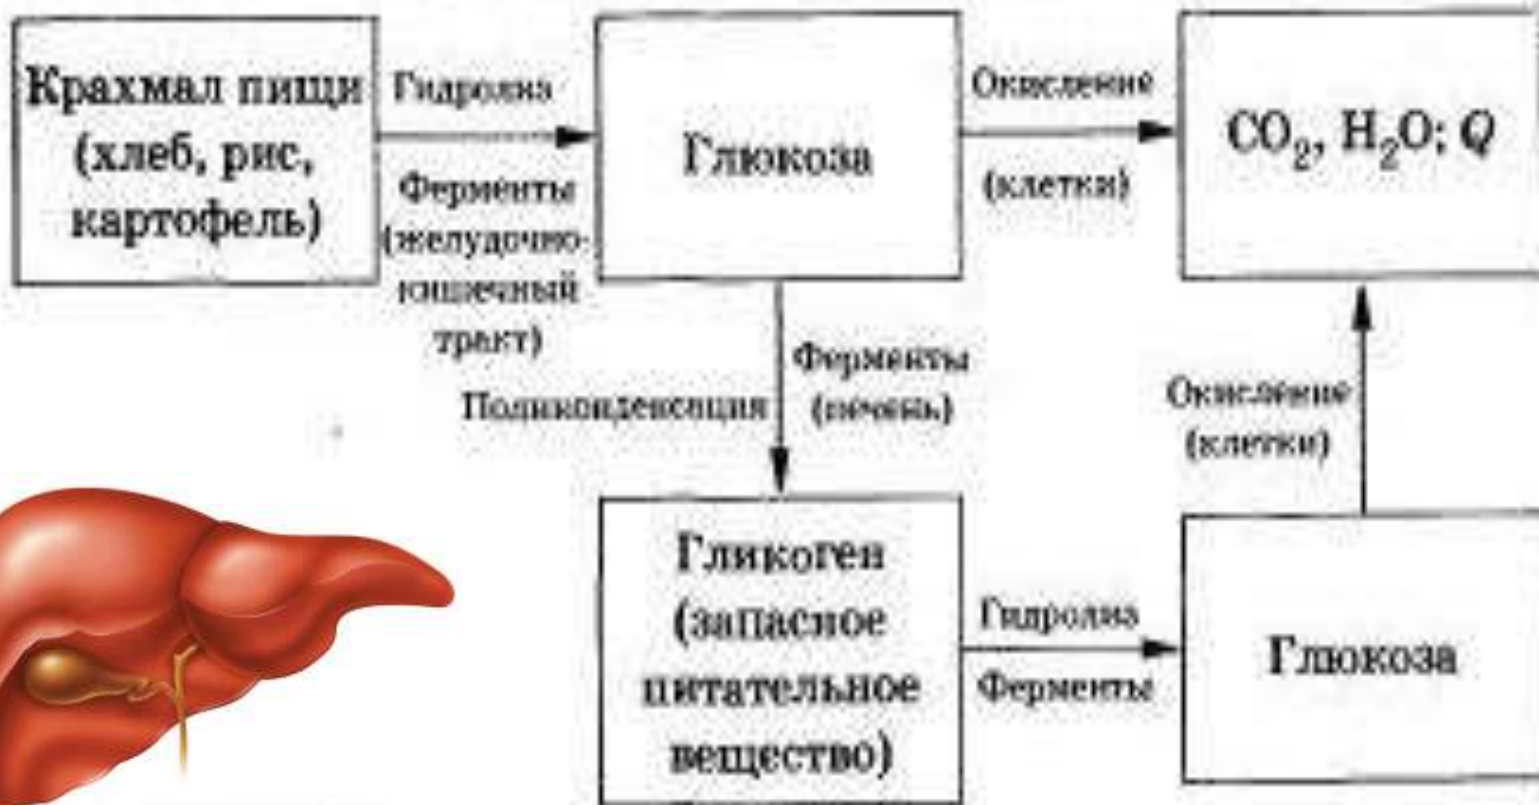 Крахмал пищи
(хлеб, рис,
картофель)
Гидролиз
Ферменты
(желудочно-
кишечный
тракт)
Глюкоза
Окисление
(клетки)
CO₂, H₂O; Q
Поликонденсация
Ферменты
(печень)
Гликоген
(запасное
питательное
вещество)
Гидролиз
Ферменты
Глюкоза
Окисление
(клетки)